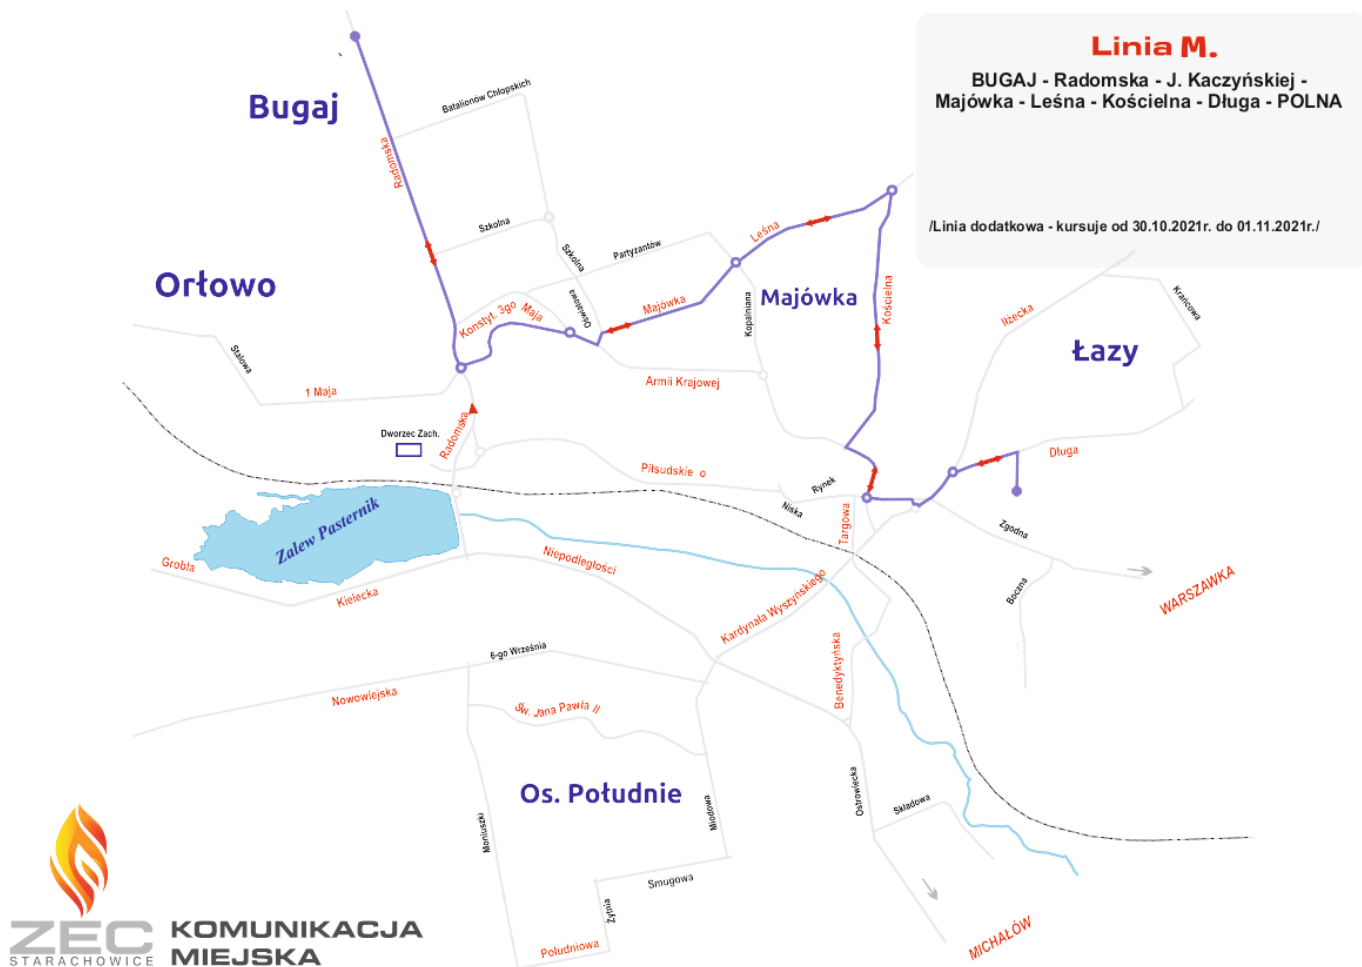 Linia M.
BUGAJ - Radomska - J. Kaczyńskiej -
Majówka - Leśna - Kościelna - Długa - POLNA
/Linia dodatkowa - kursuje od 30.10.2021r. do 01.11.2021r./
Bugaj
Batalionów Chłopskich
Radomska
Szkolna
Szkolna
Partyzantów
Leśna
Orłowo
Konstyt. 3go Maja
Oświatowa
Majówka
Kopalniana
Majówka
Kościelna
Iłżecka
Krańcowa
Łazy
Stalowa
1 Maja
Armii Krajowej
Dworzec Zach.
Radomska
Piłsudskie o
Rynek
Niska
Targowa
Długa
Zgodna
Boczna
WARSZAWKA
Zalew Pasternik
Grobla
Kielecka
Niepodległości
Kardynała Wyszyńskiego
Benedyktyńska
6-go Września
Nowowiejska
Św. Jana Pawła II
Os. Południe
Moniuszki
Miodowa
Ostrowiecka
Składowa
Smugowa
Żytnia
Południowa
MICHAŁÓW
ZEC
STARACHOWICE
KOMUNIKACJA
MIEJSKA